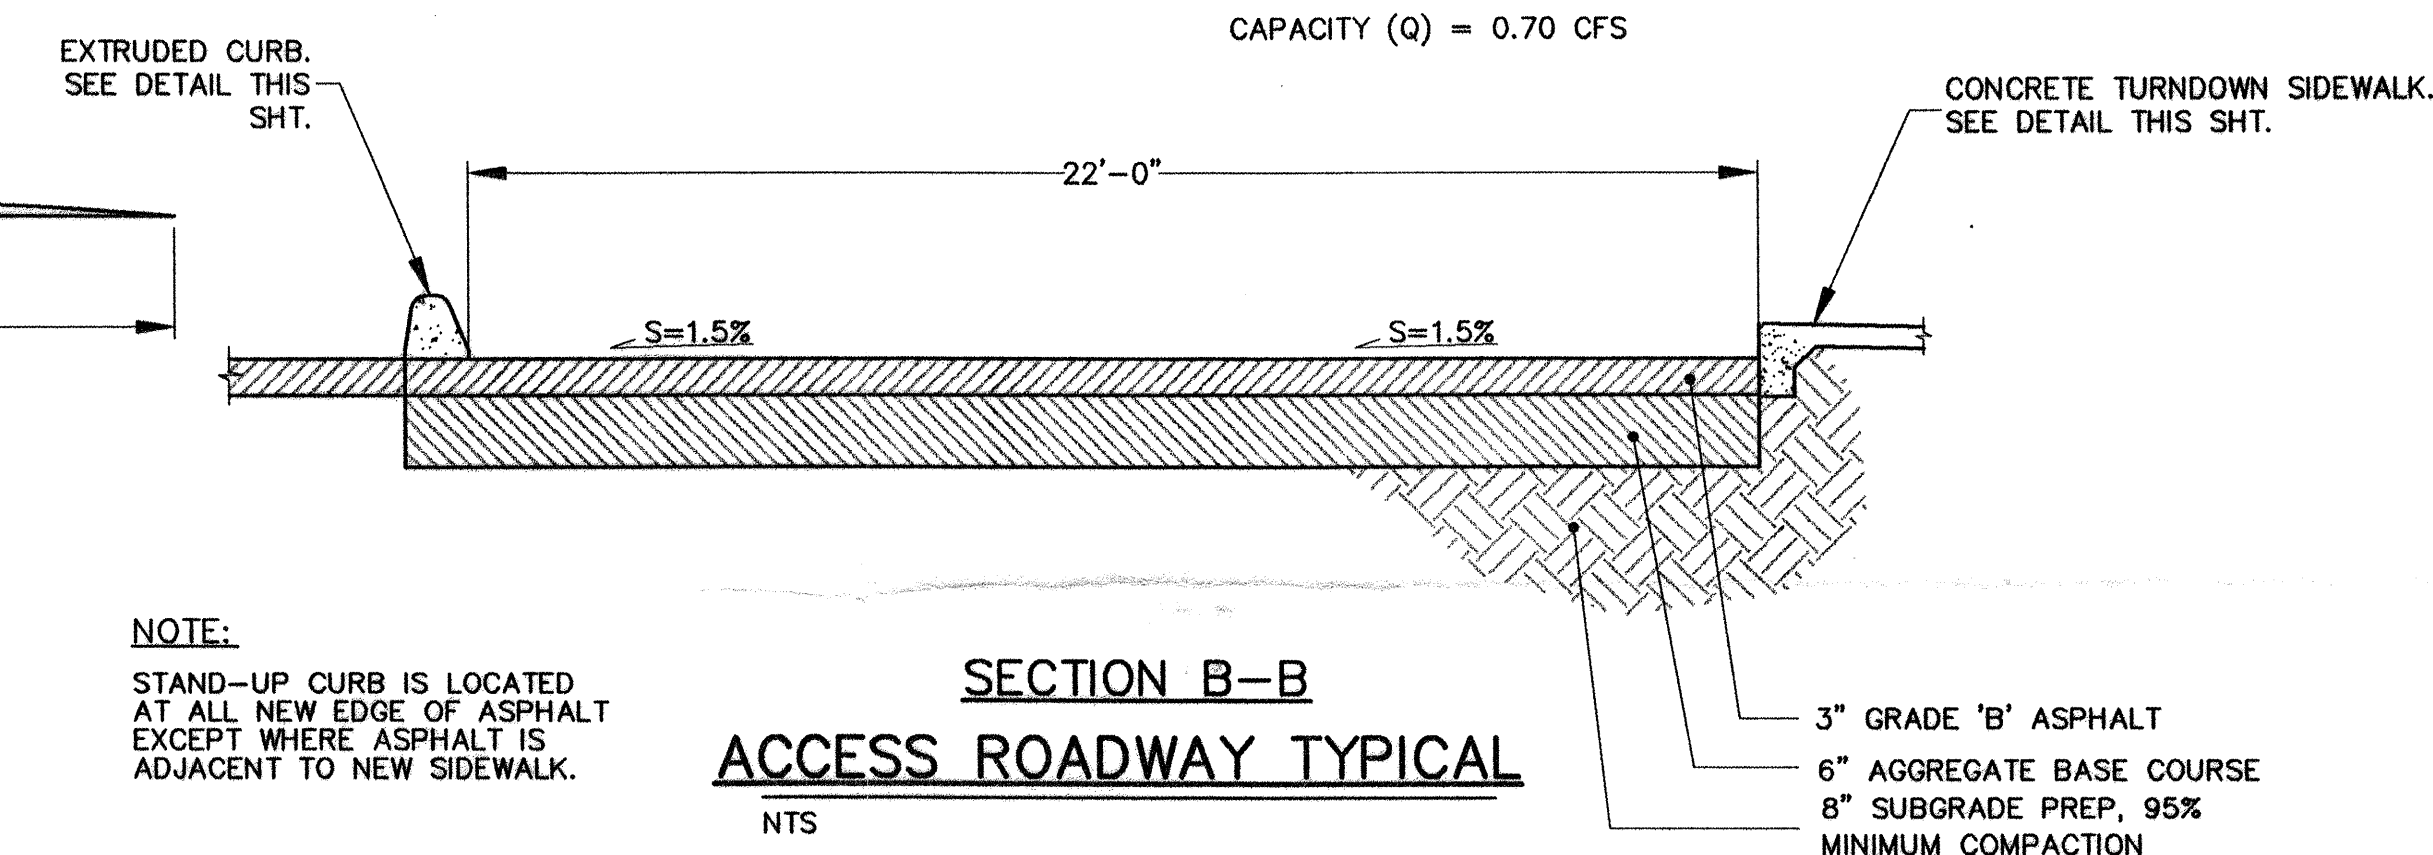 CAPACITY (Q) = 0.70 CFS
EXTRUDED CURB.
SEE DETAIL THIS
SHT.
CONCRETE TURNDOWN SIDEWALK.
SEE DETAIL THIS SHT.
22'-0"
S=1.5%
S=1.5%
NOTE:
STAND-UP CURB IS LOCATED
AT ALL NEW EDGE OF ASPHALT
EXCEPT WHERE ASPHALT IS
ADJACENT TO NEW SIDEWALK.
SECTION B-B
ACCESS ROADWAY TYPICAL
NTS
3" GRADE 'B' ASPHALT
6" AGGREGATE BASE COURSE
8" SUBGRADE PREP, 95%
MINIMUM COMPACTION